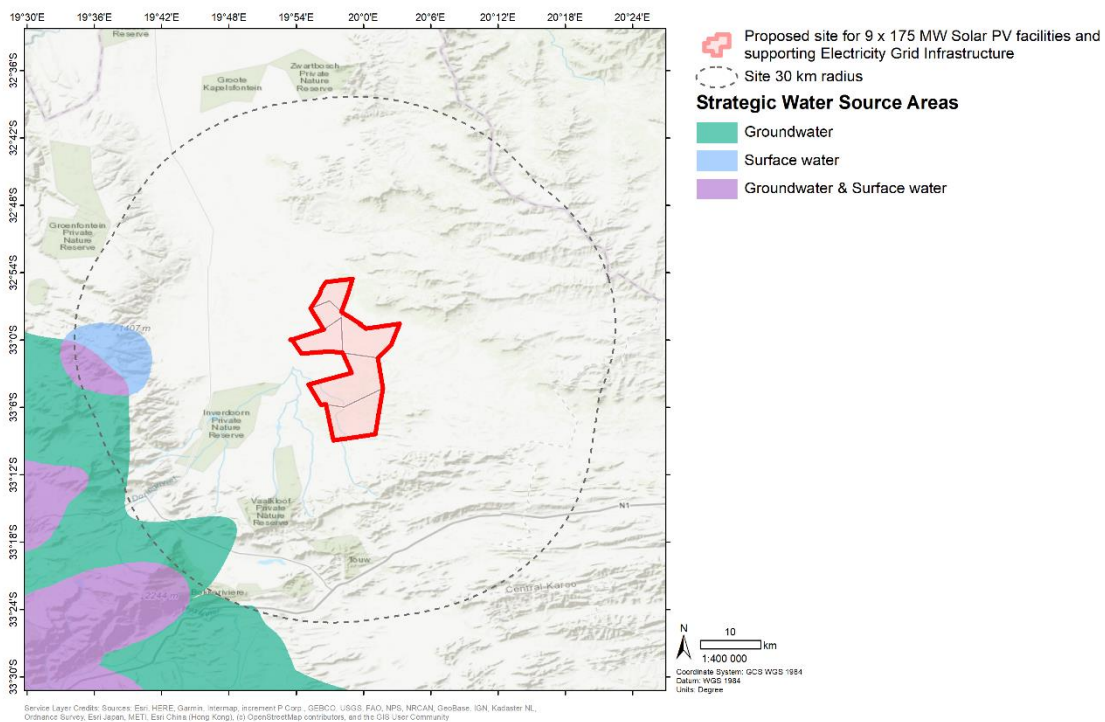 19°30'E 19°36'E 19°42'E 19°48'E 19°54'E 20°0'E 20°6'E 20°12'E 20°18'E 20°24'E
Reserve
Zwartbosch
Private
Nature
Reserve
Groote
Kapelsfontein
32°36'S
32°42'S
32°48'S
Groenfontein
Private
Nature
Reserve
32°54'S
1407 m
33°0'S
33°6'S
Inverdoorn
Private
Nature
Reserve
33°12'S
Vaalkloof
Private
Nature
Reserve
33°18'S
N1
Touw
Central Karoo
2244 m
33°24'S
33°30'S
Proposed site for 9 x 175 MW Solar PV facilities and
supporting Electricity Grid Infrastructure
Site 30 km radius
Strategic Water Source Areas
Groundwater
Surface water
Groundwater & Surface water
N
10
km
1:400 000
Coordinate System: GCS WGS 1984
Datum: WGS 1984
Units: Degree
Service Layer Credits: Sources: Esri, HERE, Garmin, Intermap, increment P Corp., GEBCO, USGS, FAO, NPS, NRCAN, GeoBase, IGN, Kadaster NL,
Ordnance Survey, Esri Japan, METI, Esri China (Hong Kong), (c) OpenStreetMap contributors, and the GIS User Community